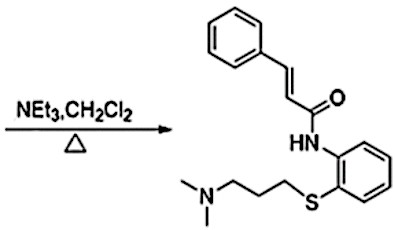 NEt3,CH2Cl2
△
O
HN
N
S